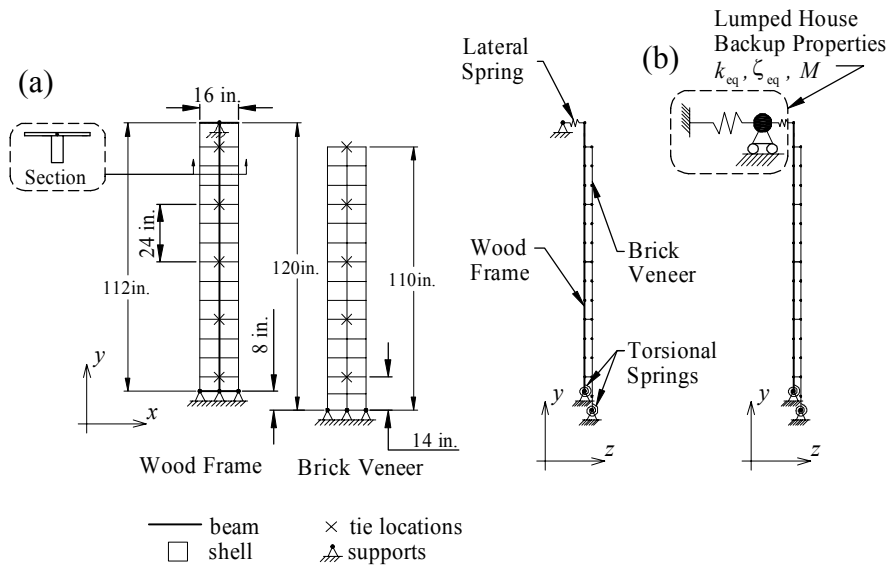 (a)
16 in.
Section
24 in.
112in.
120in.
110in.
8 in.
14 in.
y
x
Wood Frame
Brick Veneer
Lateral
Spring
(b)
Lumped House
Backup Properties
k_eq, ζ_eq, M
Wood
Frame
Brick
Veneer
Torsional
Springs
y
z
y
z
beam
tie locations
shell
supports